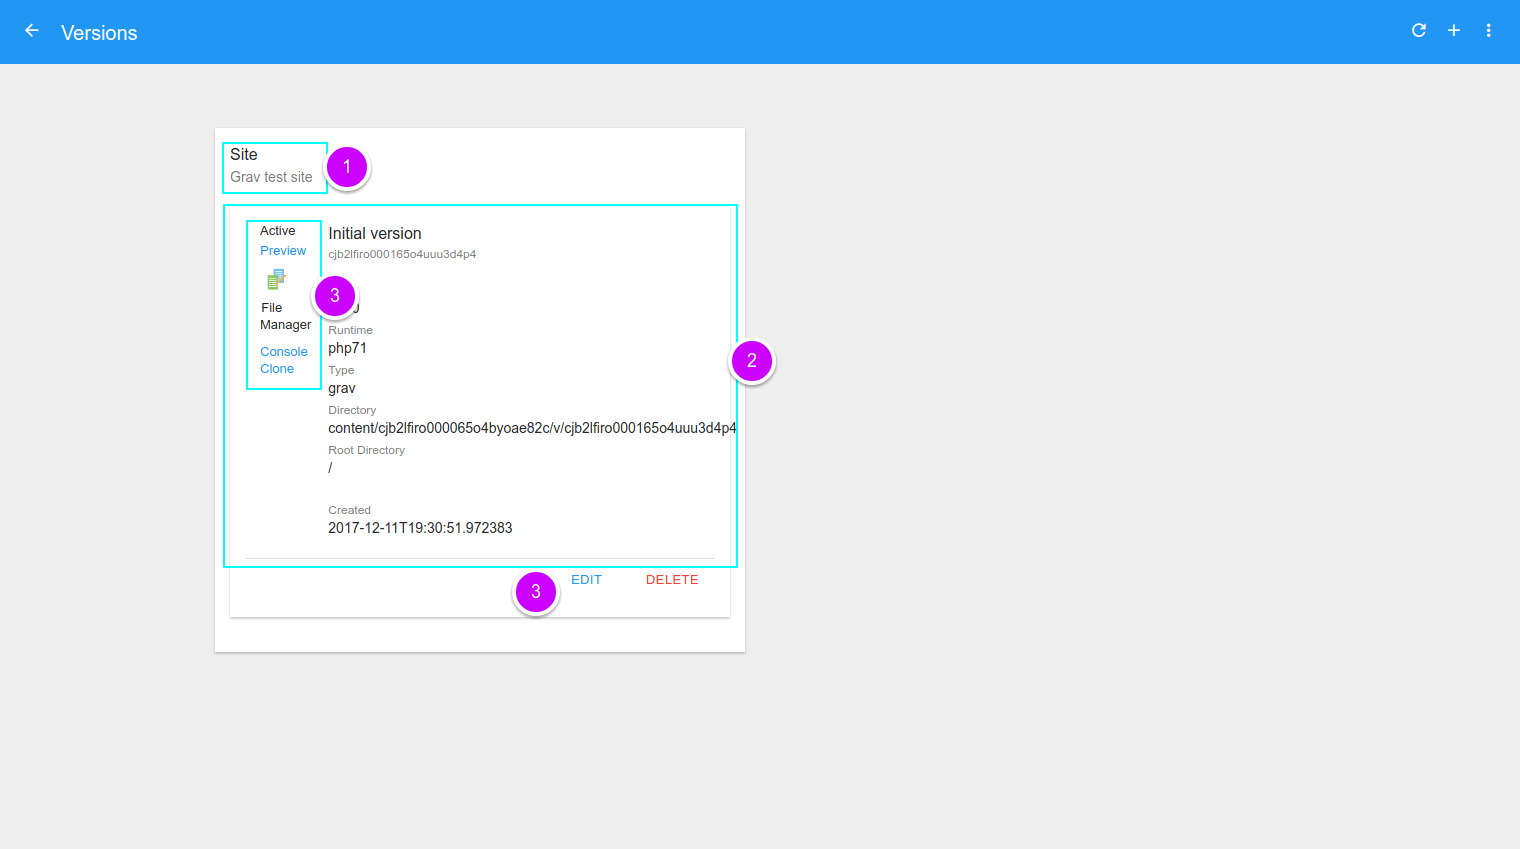 Versions
Site
Grav test site
1
Active
Preview
File
Manager
Console
Clone
3
Initial version
cjb2lfiro000165o4uuu3d4p4
Runtime
php71
Type
grav
Directory
content/cjb2lfiro000065o4byoae82c/v/cjb2lfiro000165o4uuu3d4p4
Root Directory
/
Created
2017-12-11T19:30:51.972383
2
3
EDIT
DELETE